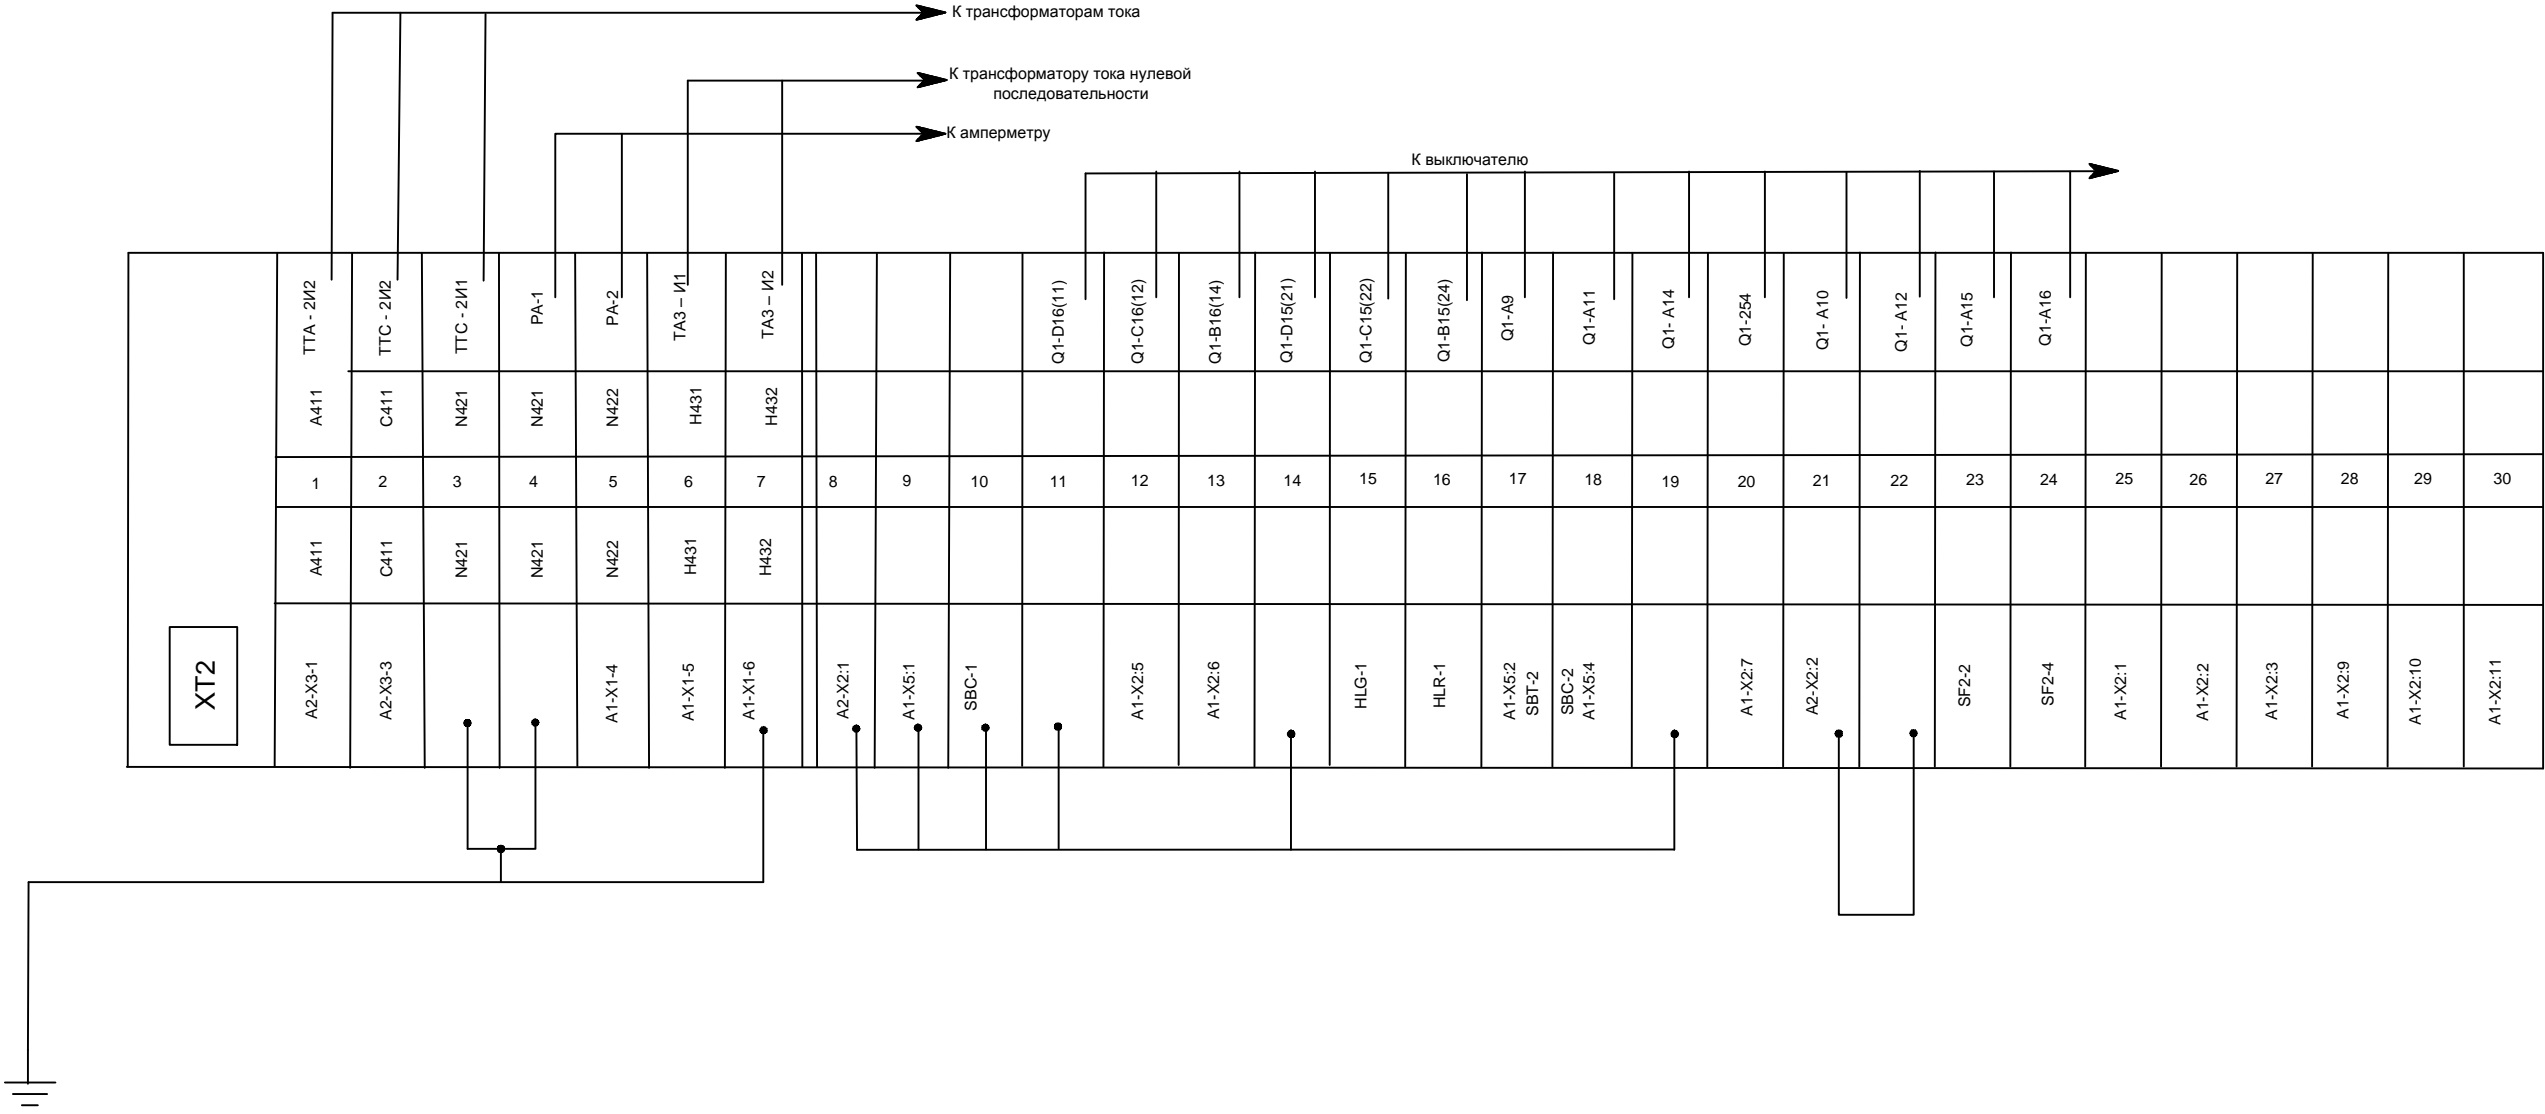 К трансформаторам тока
К трансформатору тока нулевой
последовательности
К амперметру
К выключателю
ТТА - 2И2
ТТС - 2И2
ТТС - 2И1
РА-1
РА-2
ТА3 – И1
ТА3 – И2
Q1-D16(11)
Q1-C16(12)
Q1-B16(14)
Q1-D15(21)
Q1-C15(22)
Q1-B15(24)
Q1-A9
Q1-A11
Q1- A14
Q1-254
Q1- A10
Q1- A12
Q1-A15
Q1-A16
A411
C411
N421
N421
N422
H431
H432
1
2
3
4
5
6
7
8
9
10
11
12
13
14
15
16
17
18
19
20
21
22
23
24
25
26
27
28
29
30
A411
C411
N421
N421
N422
H431
H432
XT2
A2-X3-1
A2-X3-3
A1-X1-4
A1-X1-5
A1-X1-6
A2-X2:1
A1-X5:1
SBC-1
A1-X2:5
A1-X2:6
HLG-1
HLR-1
A1-X5:2
SBT-2
SBC-2
A1-X5:4
A1-X2:7
A2-X2:2
SF2-2
SF2-4
A1-X2:1
A1-X2:2
A1-X2:3
A1-X2:9
A1-X2:10
A1-X2:11